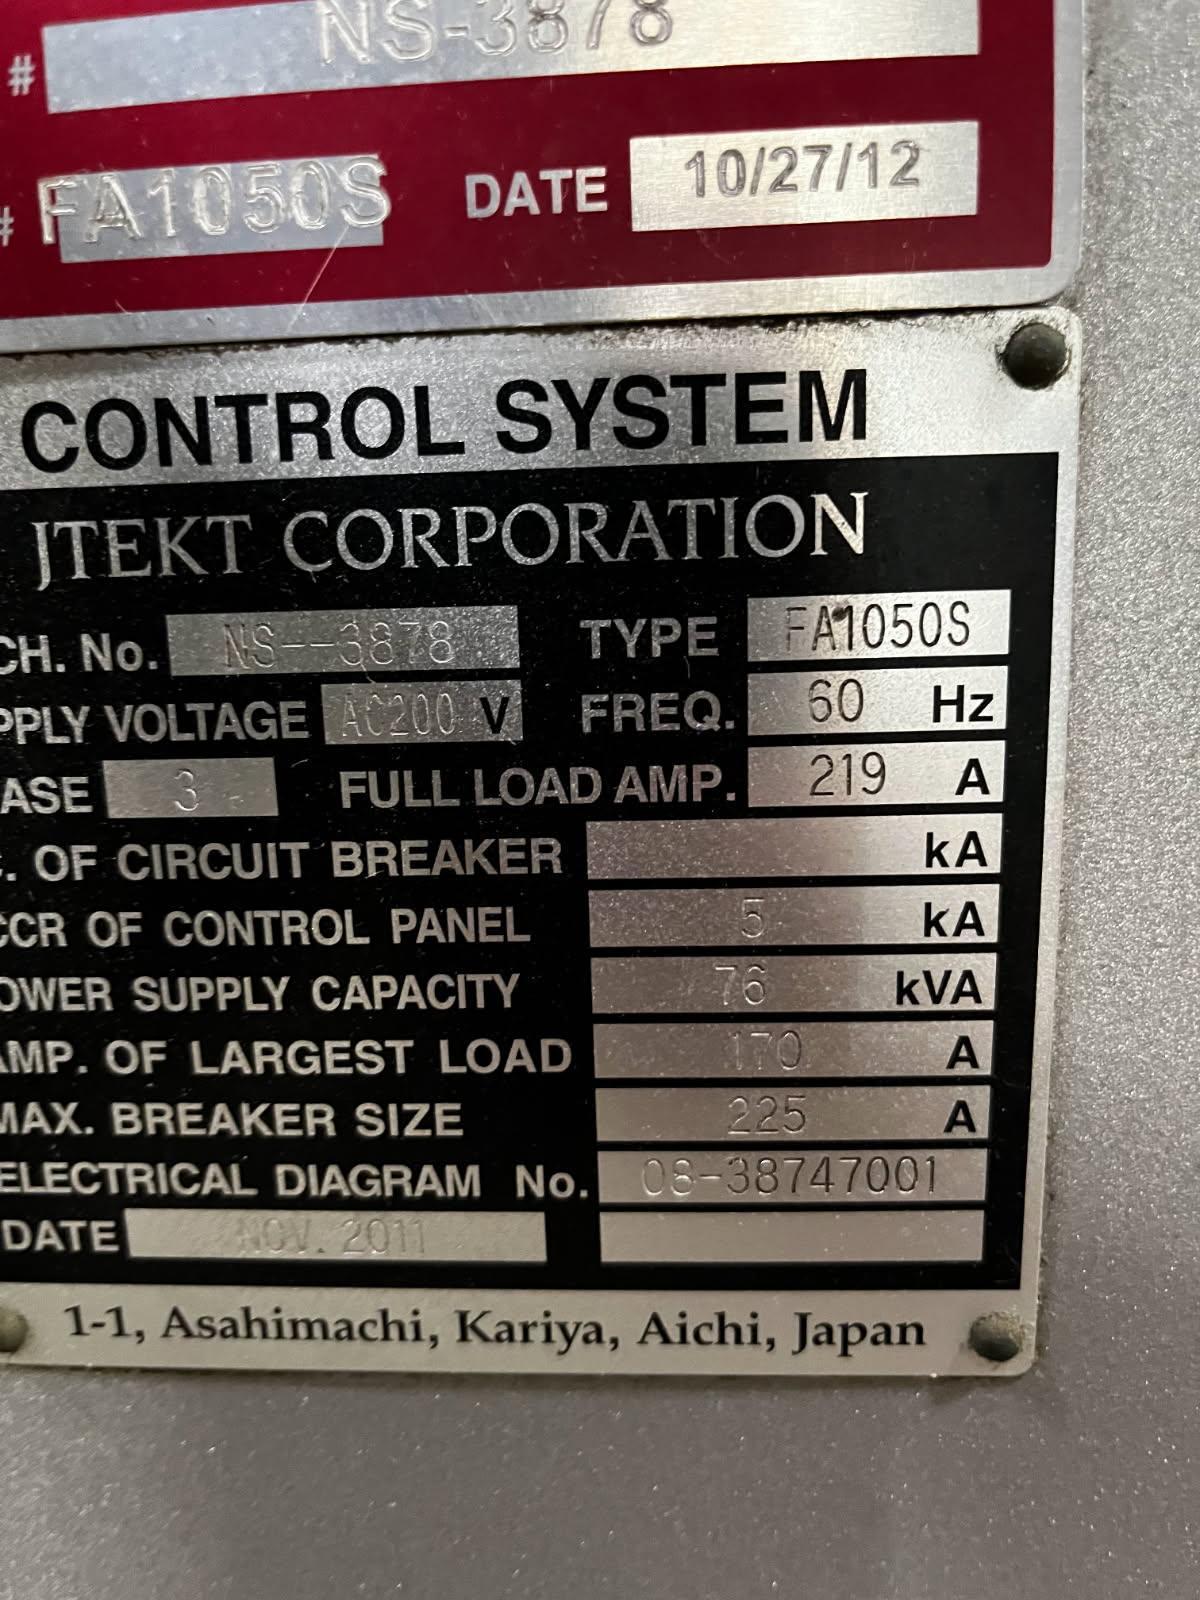 # NS-3878
# FA1050S DATE 10/27/12
CONTROL SYSTEM
JTEKT CORPORATION
CH. No. NS--3878 TYPE FA1050S
PPLY VOLTAGE AC200 V FREQ. 60 Hz
ASE 3 FULL LOAD AMP. 219 A
. OF CIRCUIT BREAKER kA
CCR OF CONTROL PANEL 5 kA
OWER SUPPLY CAPACITY 76 kVA
AMP. OF LARGEST LOAD 170 A
MAX. BREAKER SIZE 225 A
ELECTRICAL DIAGRAM No. 08-38747001
DATE NOV. 2011
1-1, Asahimachi, Kariya, Aichi, Japan